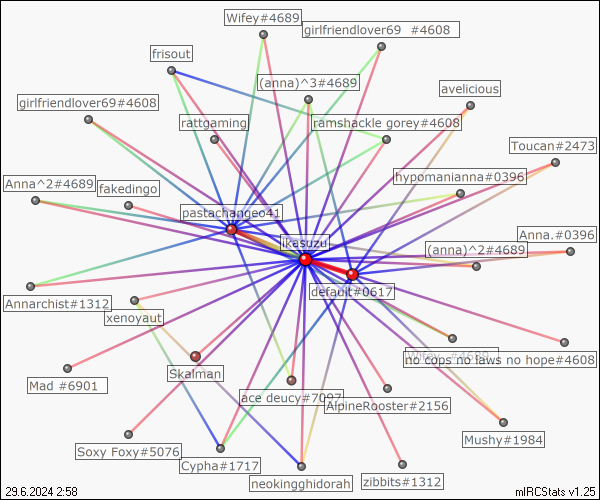 Wifey#4689
girlfriendlover69 #4608
frisout
(anna)^3#4689
avelicious
girlfriendlover69#4608
rattgaming
ramshackle gorey#4608
Toucan#2473
hypomanianna#0396
Anna^2#4689
fakedingo
pastachangeo41
Anna.#0396
ikasuzu
(anna)^2#4689
default#0617
Annarchist#1312
xenoyaut
no cops no laws no hope#4608
Skalman
Mad #6901
ace deucy#7097
AlpineRooster#2156
Mushy#1984
Soxy Foxy#5076
Cypha#1717
zibbits#1312
neokingghidorah
29.6.2024 2:58
mIRCStats v1.25